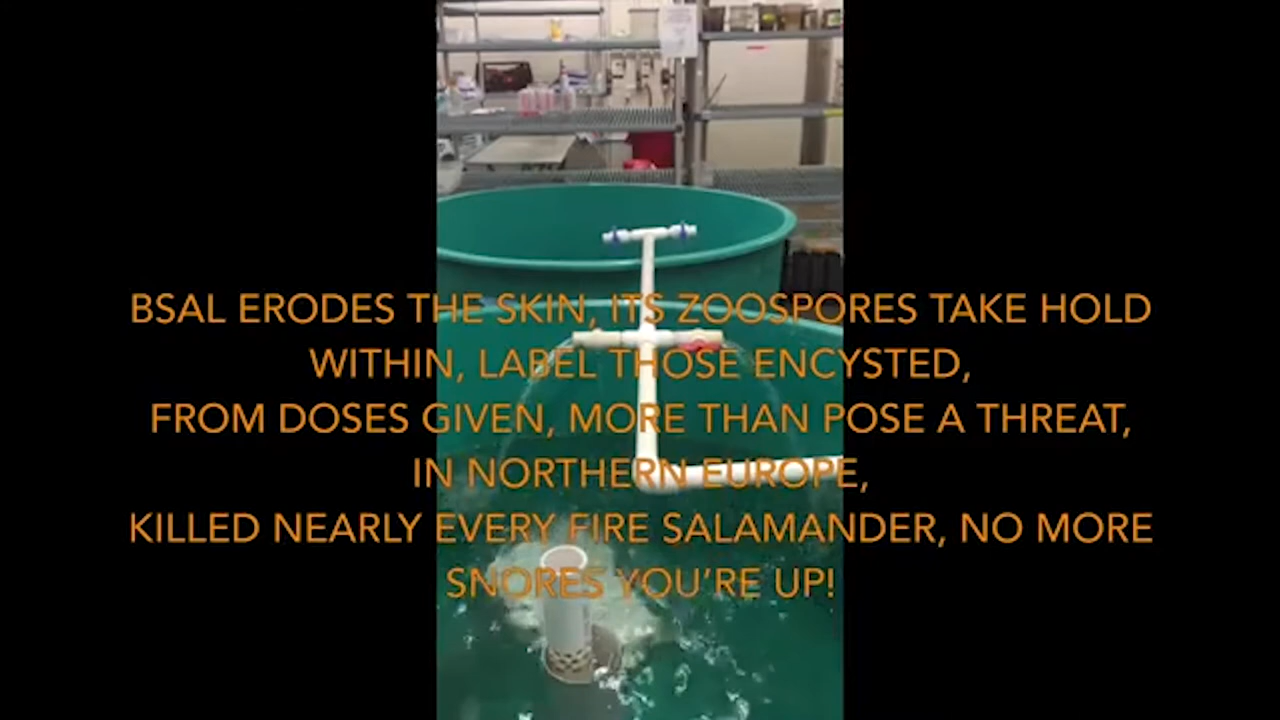 BSAL ERODES THE SKIN, ITS ZOOSPORES TAKE HOLD
WITHIN, LABEL THOSE ENCYSTED,
FROM DOSES GIVEN, MORE THAN POSE A THREAT,
IN NORTHERN EUROPE,
KILLED NEARLY EVERY FIRE SALAMANDER, NO MORE
SNORES YOU'RE UP!